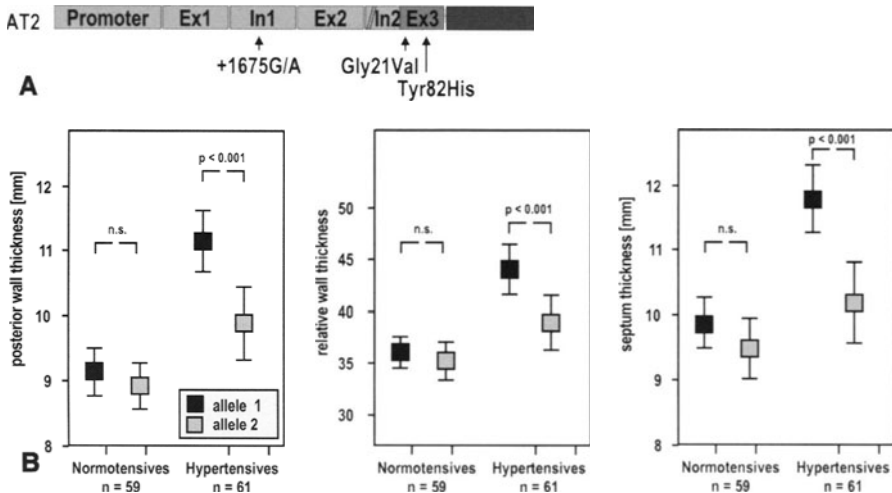 AT2 Promoter Ex1 In1 Ex2 In2 Ex3
+1675G/A Gly21Val
Tyr82His
A
posterior wall thickness [mm]
12
11
10
9
8
n.s.
p < 0.001
allele 1
allele 2
Normotensives Hypertensives
n = 59 n = 61
relative wall thickness
50
45
40
35
30
n.s.
p < 0.001
Normotensives Hypertensives
n = 59 n = 61
septum thickness [mm]
12
11
10
9
8
n.s.
p < 0.001
Normotensives Hypertensives
n = 59 n = 61
B